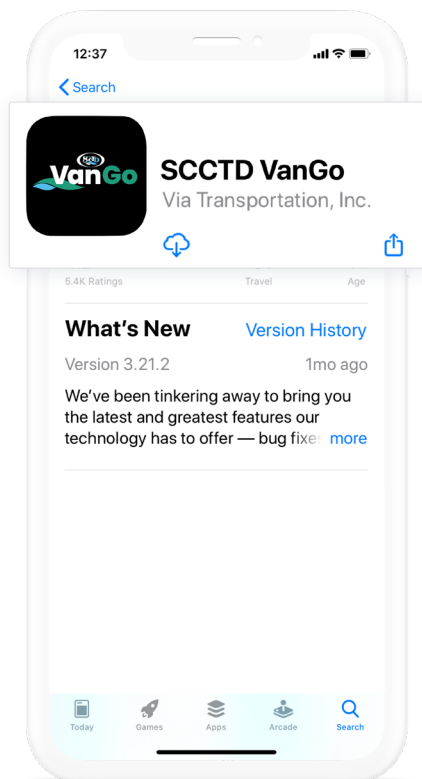 12:37
Search
VanGo
SCCTD VanGo
Via Transportation, Inc.
5.4K Ratings
Travel
Age
What's New
Version History
Version 3.21.2
1mo ago
We've been tinkering away to bring you
the latest and greatest features our
technology has to offer — bug fixes more
Today
Games
Apps
Arcade
Search